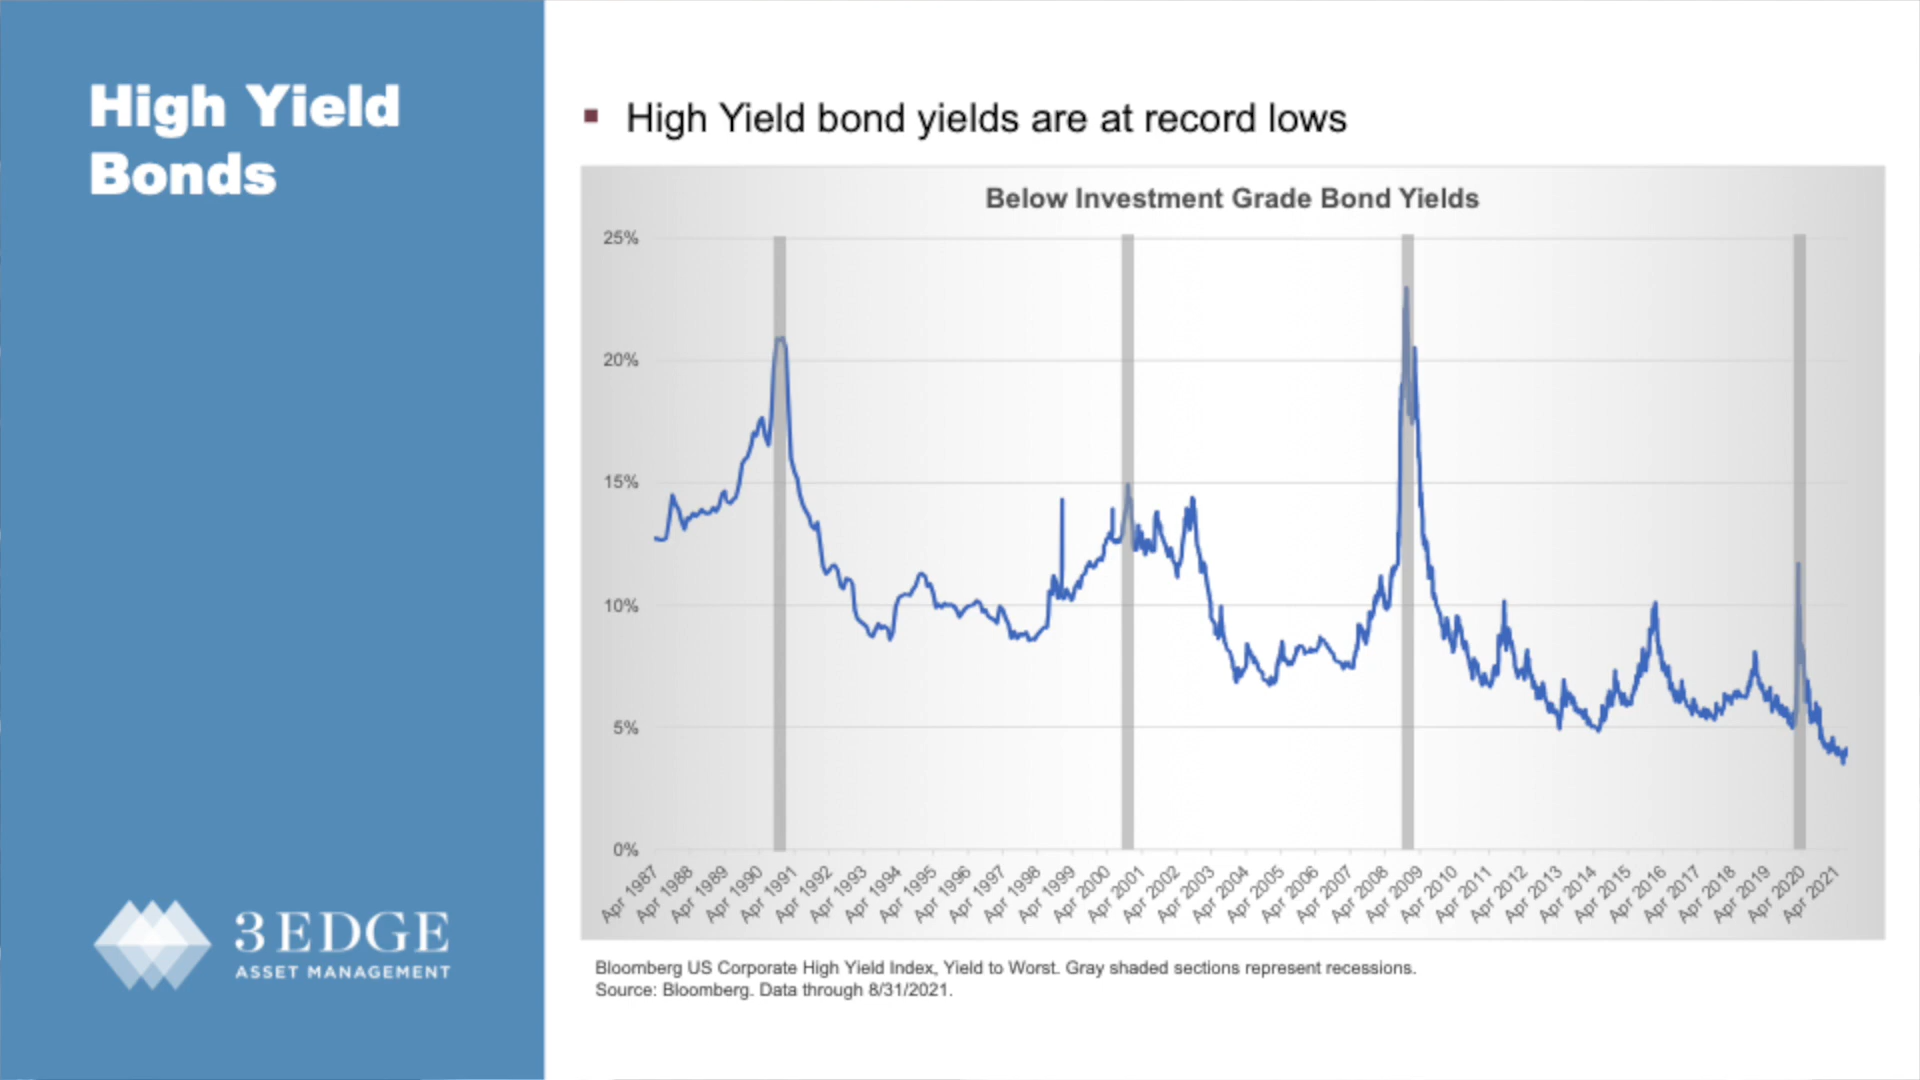 High Yield
Bonds
High Yield bond yields are at record lows
Below Investment Grade Bond Yields
25%
20%
15%
10%
5%
0%
Apr 1987
Apr 1988
Apr 1989
Apr 1990
Apr 1991
Apr 1992
Apr 1993
Apr 1994
Apr 1995
Apr 1996
Apr 1997
Apr 1998
Apr 1999
Apr 2000
Apr 2001
Apr 2002
Apr 2003
Apr 2004
Apr 2005
Apr 2006
Apr 2007
Apr 2008
Apr 2009
Apr 2010
Apr 2011
Apr 2012
Apr 2013
Apr 2014
Apr 2015
Apr 2016
Apr 2017
Apr 2018
Apr 2019
Apr 2020
Apr 2021
Bloomberg US Corporate High Yield Index, Yield to Worst. Gray shaded sections represent recessions.
Source: Bloomberg. Data through 8/31/2021.
3EDGE
ASSET MANAGEMENT